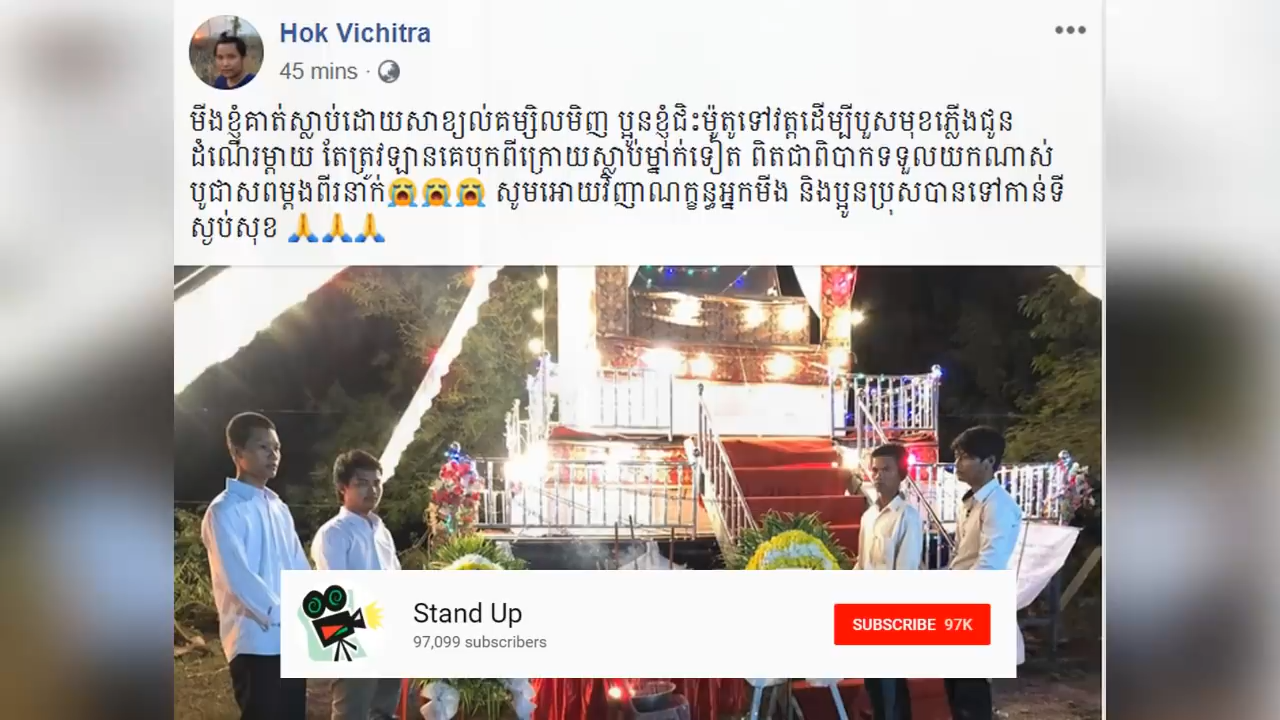 Hok Vichitra
45 mins ·
មីងខ្ញុំគាត់ស្លាប់ដោយសាខ្យល់គម្សិលមិញ ប្អូនខ្ញុំជិះម៉ូតូទៅវត្តដើម្បីបួសមុខភ្លើងជូន
ដំណើរម្តាយ តែត្រូវឡានគេបុកពីក្រោយស្លាប់ម្នាក់ទៀត ពិតជាពិបាកទទួលយកណាស់
បូជាសពម្តងពីរនាក់😭😭😭 សូមអោយវិញាណក្ខន្ធអ្នកមីង និងប្អូនប្រុសបានទៅកាន់ទី
ស្ងប់សុខ 🙏🙏🙏
Stand Up
97,099 subscribers
SUBSCRIBE 97K